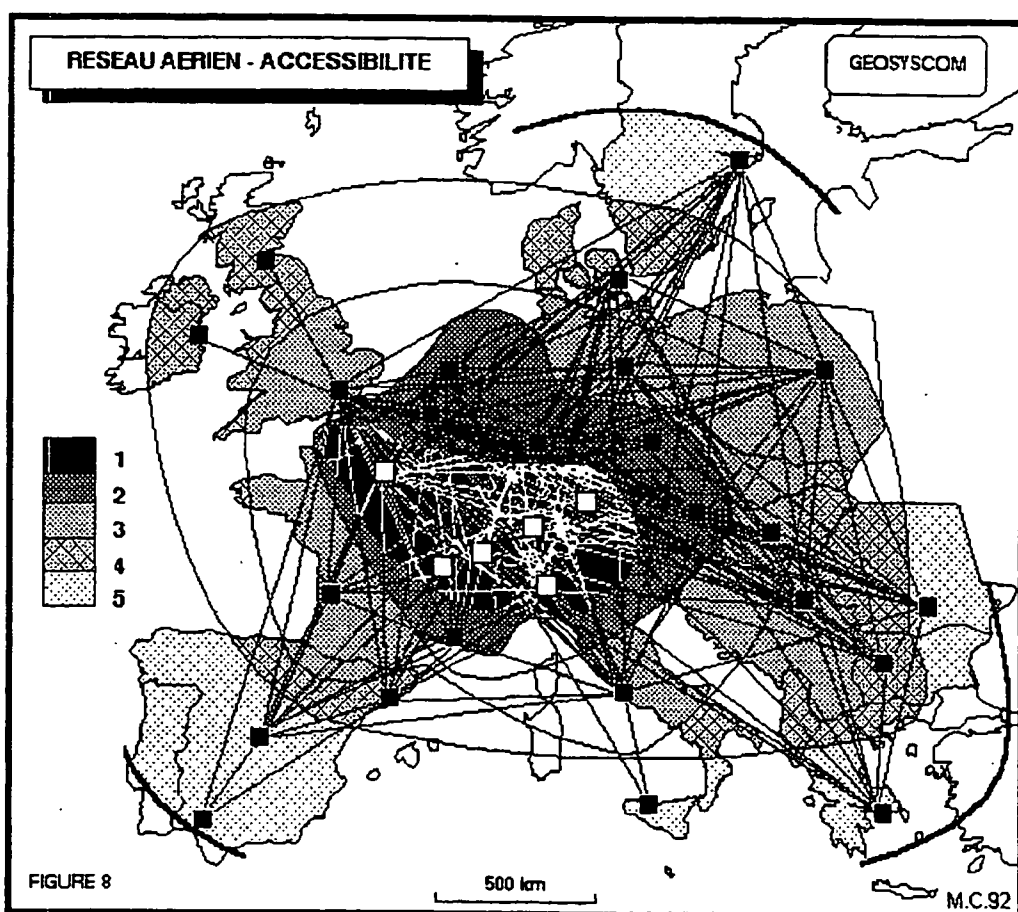 RESEAU AERIEN - ACCESSIBILITE
GEOSYSCOM
1
2
3
4
5
FIGURE 8
500 km
M.C.92